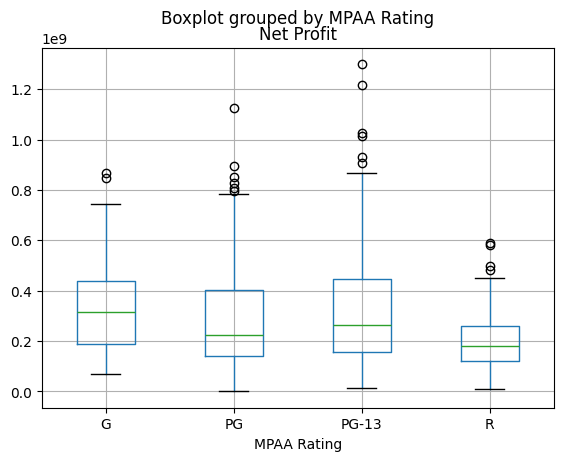 Boxplot grouped by MPAA Rating
Net Profit
1e9
1.2
1.0
0.8
0.6
0.4
0.2
0.0
G PG PG-13 R
MPAA Rating